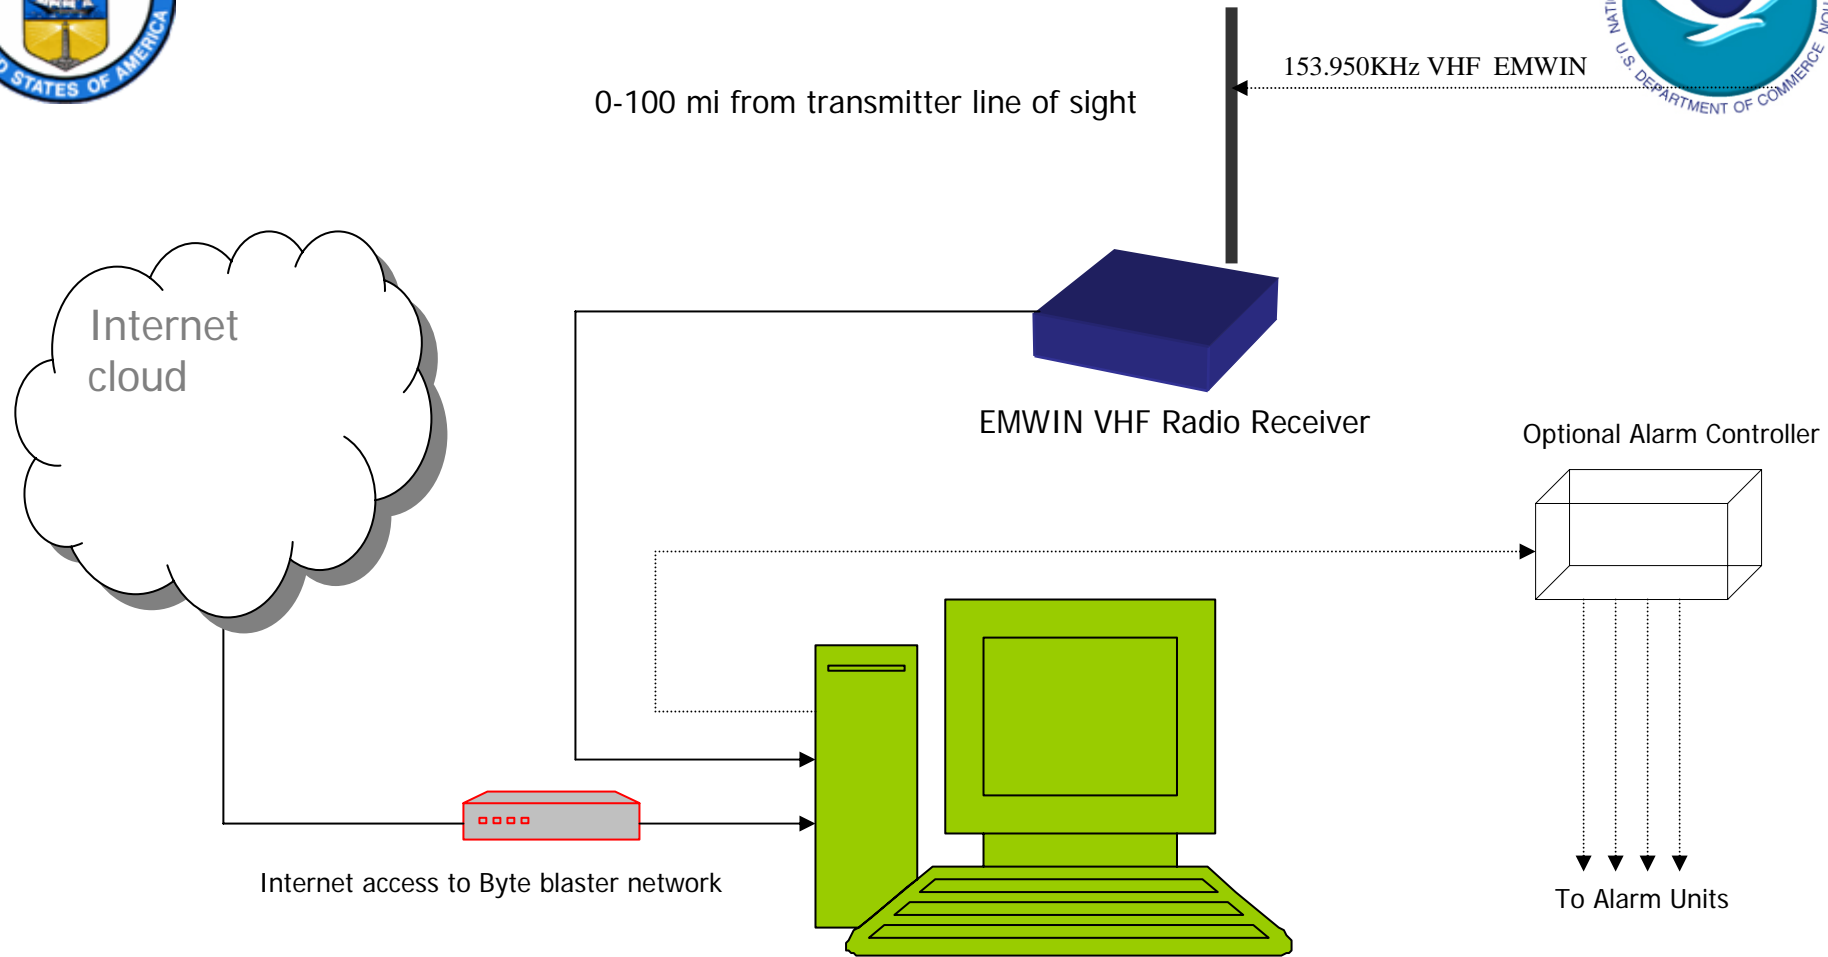 D STATES OF AMERICA
NATI
U.S. DEPARTMENT OF COMMERCE
153.950KHz VHF EMWIN
0-100 mi from transmitter line of sight
Internet
cloud
EMWIN VHF Radio Receiver
Optional Alarm Controller
Internet access to Byte blaster network
To Alarm Units